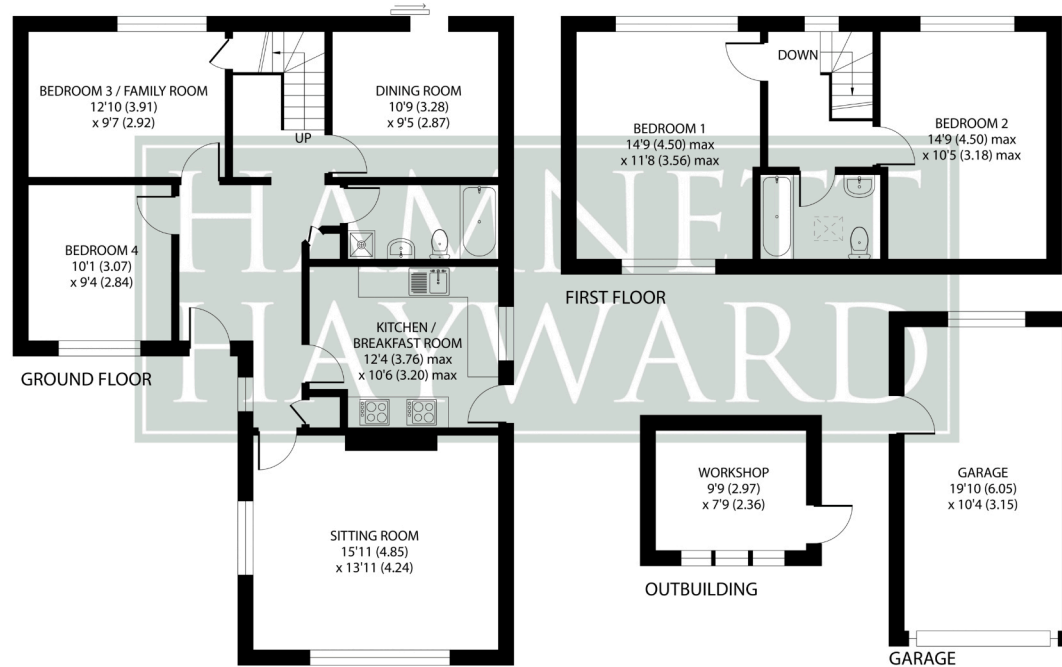 BEDROOM 3 / FAMILY ROOM
12'10 (3.91)
x 9'7 (2.92)
UP
DINING ROOM
10'9 (3.28)
x 9'5 (2.87)
BEDROOM 4
10'1 (3.07)
x 9'4 (2.84)
KITCHEN /
BREAKFAST ROOM
12'4 (3.76) max
x 10'6 (3.20) max
SITTING ROOM
15'11 (4.85)
x 13'11 (4.24)
GROUND FLOOR
BEDROOM 1
14'9 (4.50) max
x 11'8 (3.56) max
DOWN
BEDROOM 2
14'9 (4.50) max
x 10'5 (3.18) max
FIRST FLOOR
WORKSHOP
9'9 (2.97)
x 7'9 (2.36)
OUTBUILDING
GARAGE
19'10 (6.05)
x 10'4 (3.15)
GARAGE
HAMNETT
HAYWARD